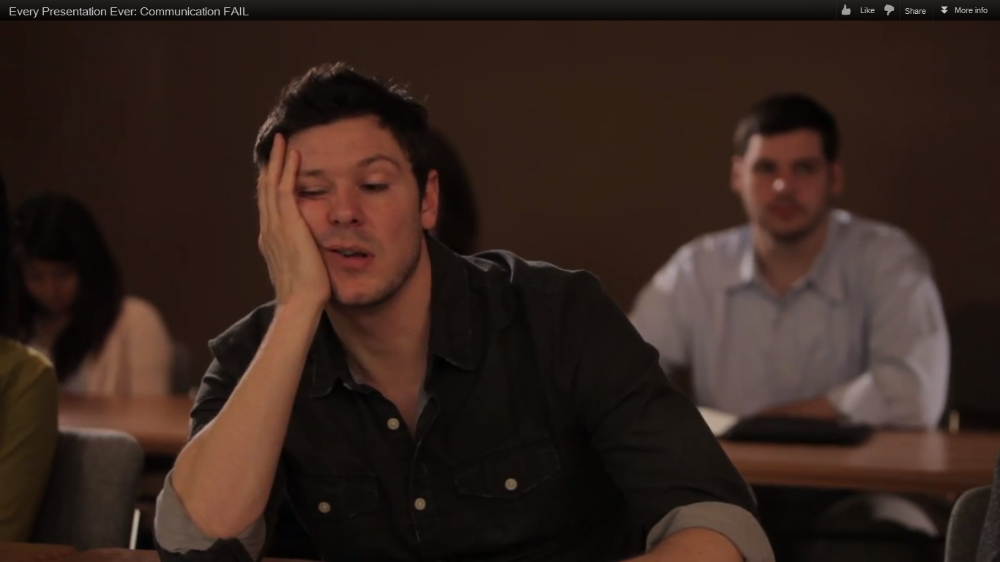 Every Presentation Ever: Communication FAIL
Like
Share
More info